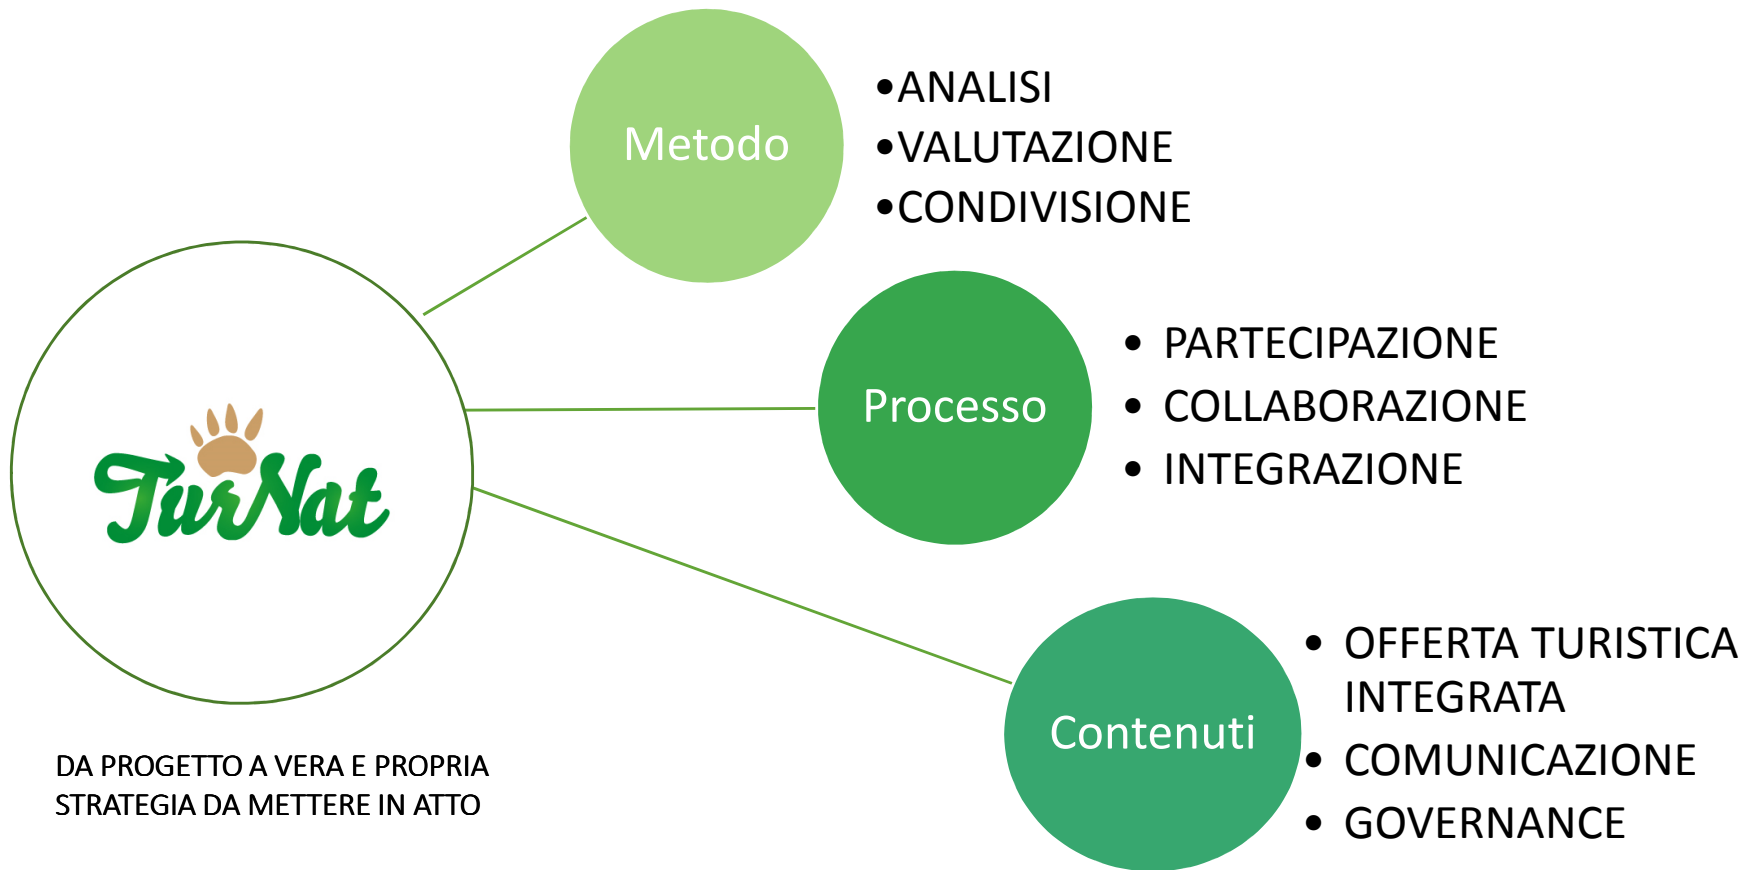 Metodo
•ANALISI
•VALUTAZIONE
•CONDIVISIONE
Processo
• PARTECIPAZIONE
• COLLABORAZIONE
• INTEGRAZIONE
TurNat
Contenuti
• OFFERTA TURISTICA
INTEGRATA
• COMUNICAZIONE
• GOVERNANCE
DA PROGETTO A VERA E PROPRIA
STRATEGIA DA METTERE IN ATTO